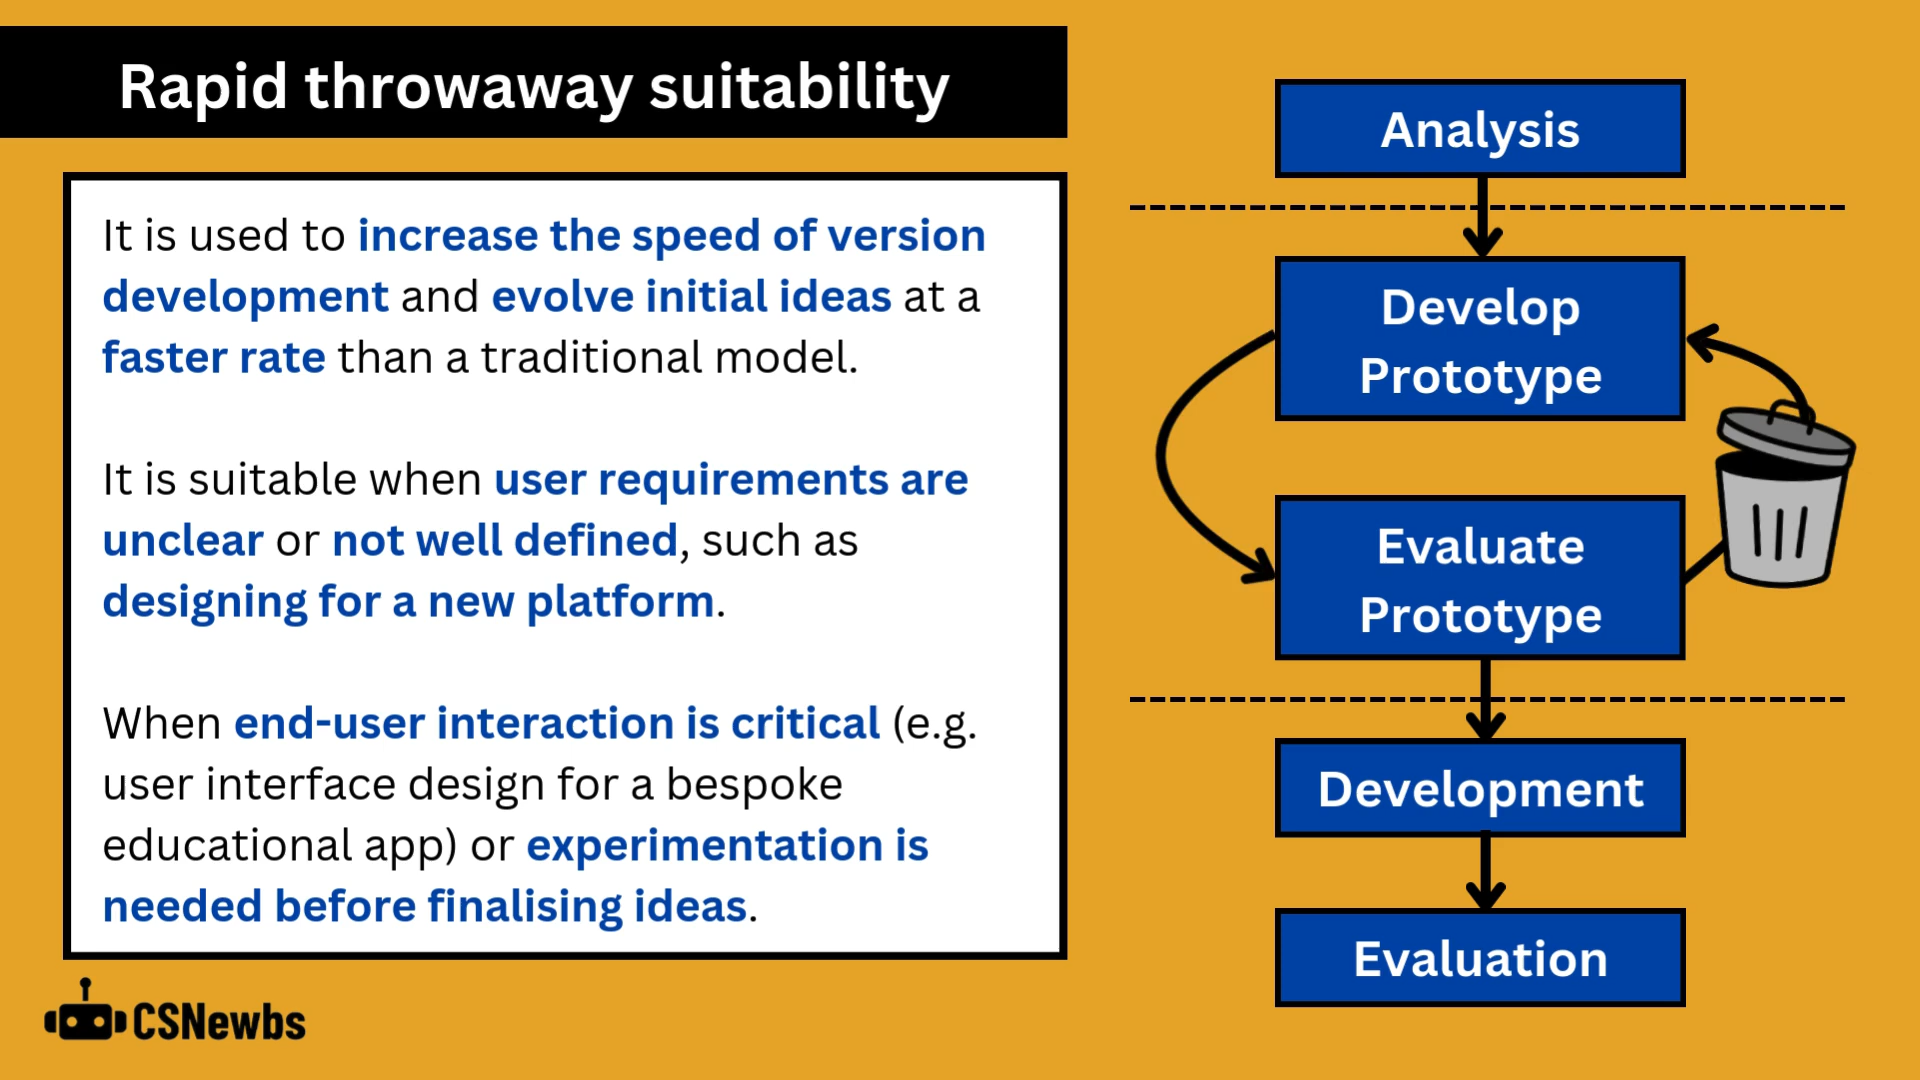 Rapid throwaway suitability
It is used to increase the speed of version
development and evolve initial ideas at a
faster rate than a traditional model.
It is suitable when user requirements are
unclear or not well defined, such as
designing for a new platform.
When end-user interaction is critical (e.g.
user interface design for a bespoke
educational app) or experimentation is
needed before finalising ideas.
CSNewbs
Analysis
Develop
Prototype
Evaluate
Prototype
Development
Evaluation